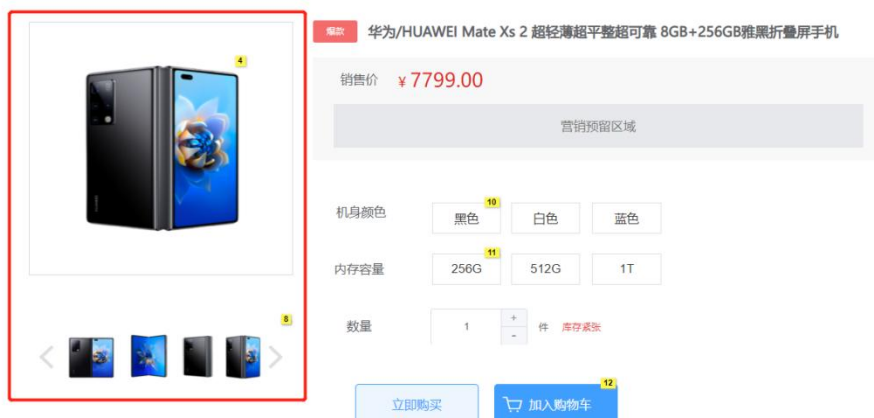 爆款 华为/HUAWEI Mate Xs 2 超轻薄超平整超可靠 8GB+256GB雅黑折叠屏手机
4
销售价 ¥ 7799.00
营销预留区域
10
机身颜色 黑色 白色 蓝色
11
内存容量 256G 512G 1T
8
数量 1 + - 件 库存紧张
12
立即购买 加入购物车